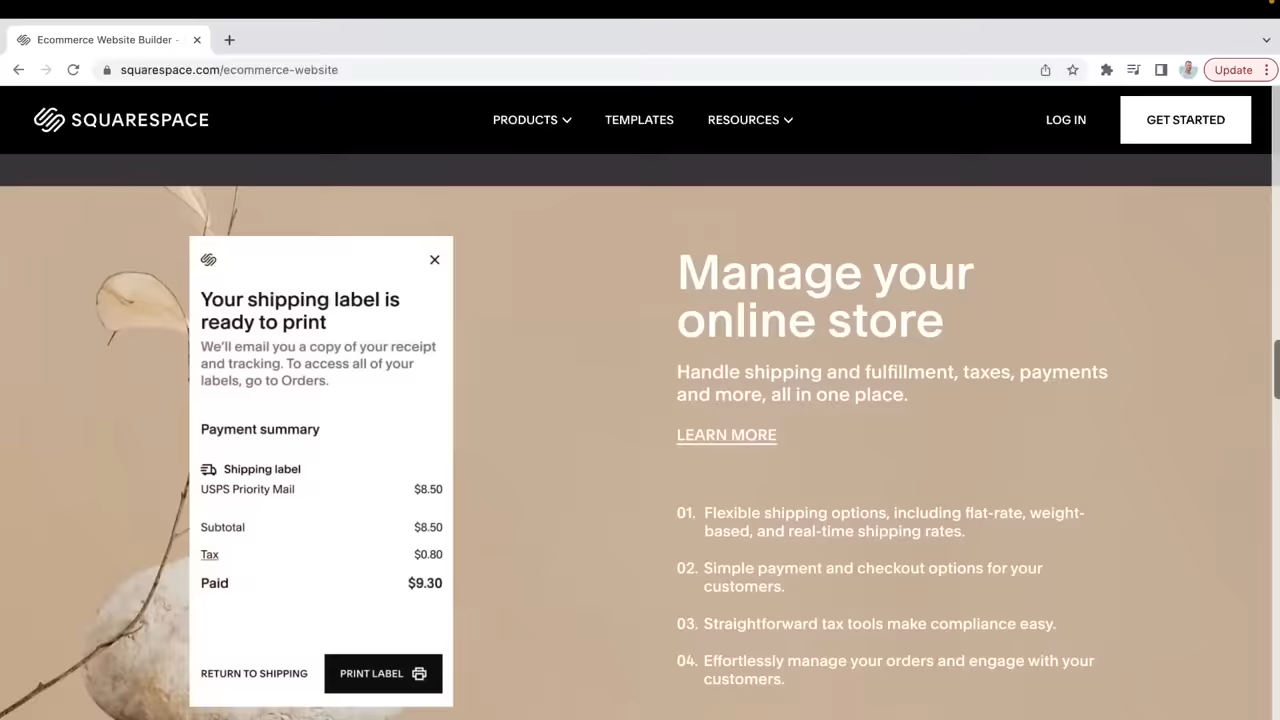 Ecommerce Website Builder -
squarespace.com/ecommerce-website
Update
SQUARESPACE
PRODUCTS
TEMPLATES
RESOURCES
LOG IN
GET STARTED
Your shipping label is
ready to print
We'll email you a copy of your receipt
and tracking. To access all of your
labels, go to Orders.
Payment summary
Shipping label
USPS Priority Mail $8.50
Subtotal $8.50
Tax $0.80
Paid $9.30
RETURN TO SHIPPING
PRINT LABEL
Manage your
online store
Handle shipping and fulfillment, taxes, payments
and more, all in one place.
LEARN MORE
01. Flexible shipping options, including flat-rate, weight-
based, and real-time shipping rates.
02. Simple payment and checkout options for your
customers.
03. Straightforward tax tools make compliance easy.
04. Effortlessly manage your orders and engage with your
customers.